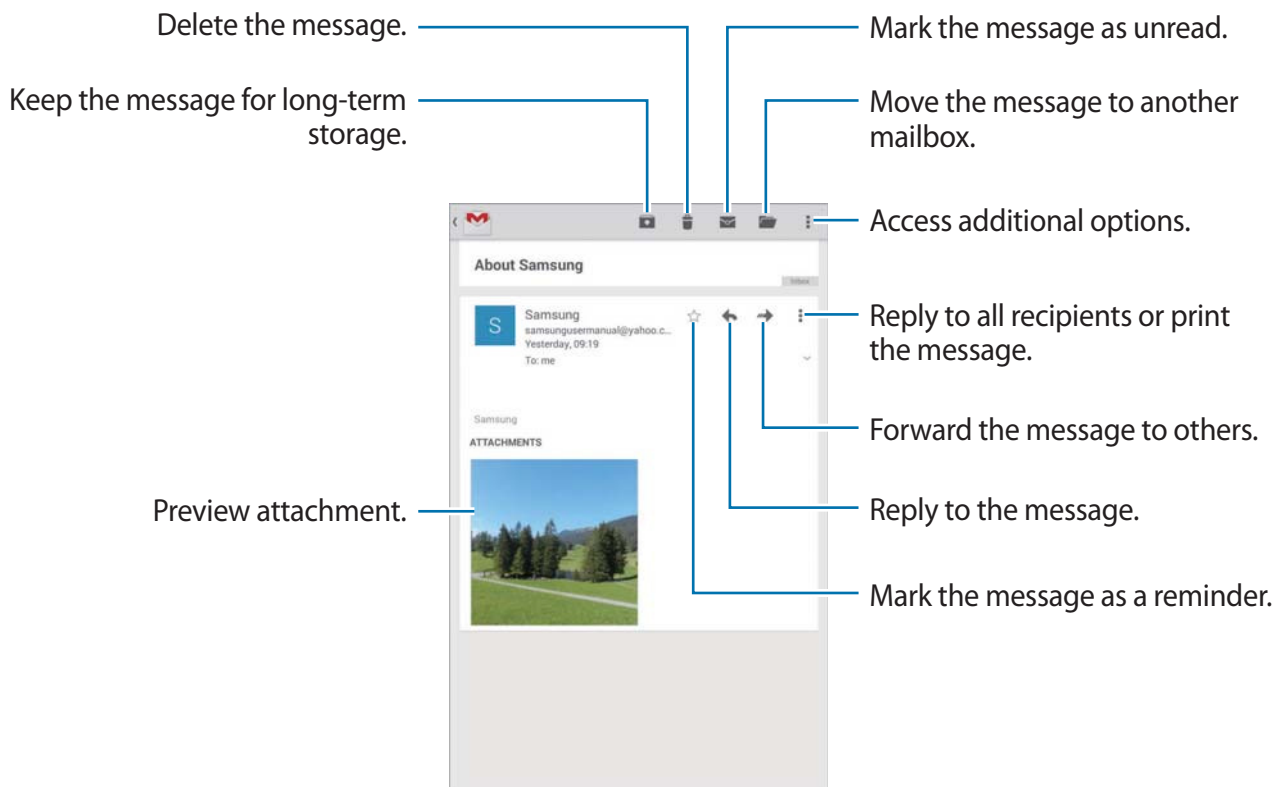 Delete the message.
Mark the message as unread.
Keep the message for long-term
storage.
Move the message to another
mailbox.
Access additional options.
About Samsung
Inbox
S
Samsung
samsungusermanual@yahoo.c...
Yesterday, 09:19
To: me
Reply to all recipients or print
the message.
Samsung
ATTACHMENTS
Forward the message to others.
Preview attachment.
Reply to the message.
Mark the message as a reminder.